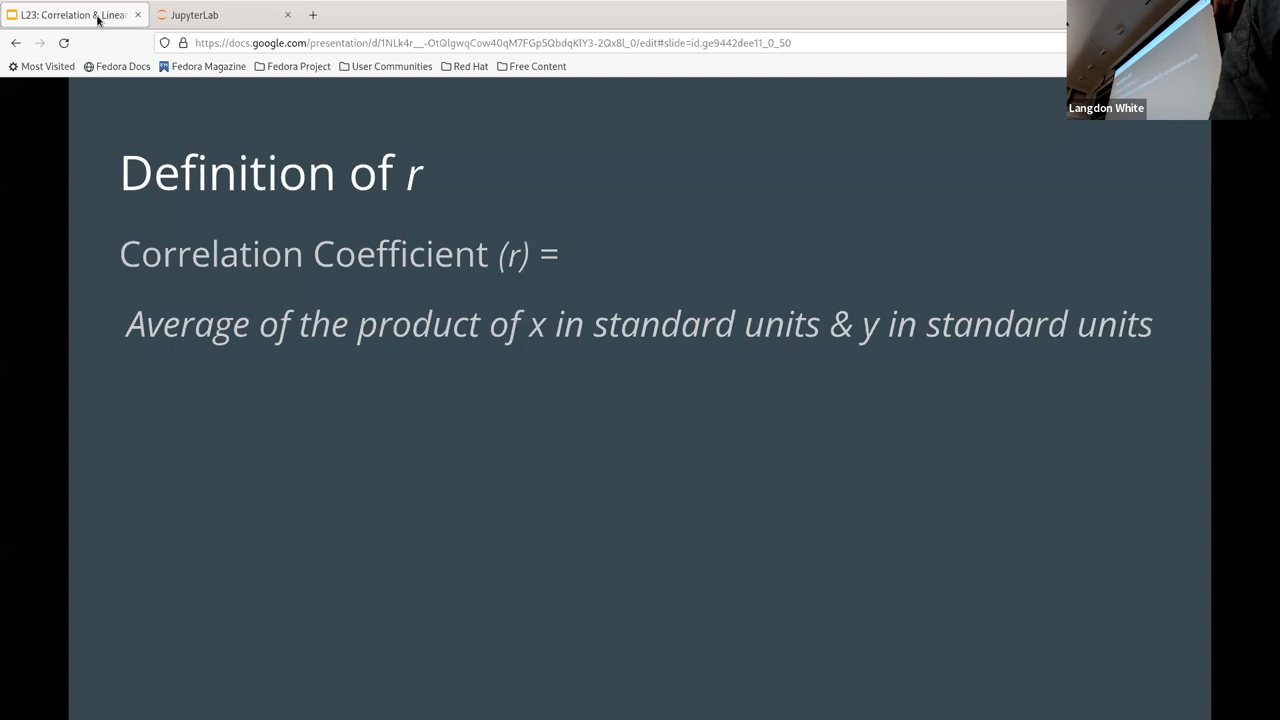 L23: Correlation & Linear
JupyterLab
https://docs.google.com/presentation/d/1NLk4r__-OtQlgwqCow40qM7FGp5QbdqKlY3-2Qx8l_0/edit#slide=id.ge9442dee11_0_50
Most Visited Fedora Docs Fedora Magazine Fedora Project User Communities Red Hat Free Content
Langdon White
Definition of r
Correlation Coefficient (r) =
Average of the product of x in standard units & y in standard units